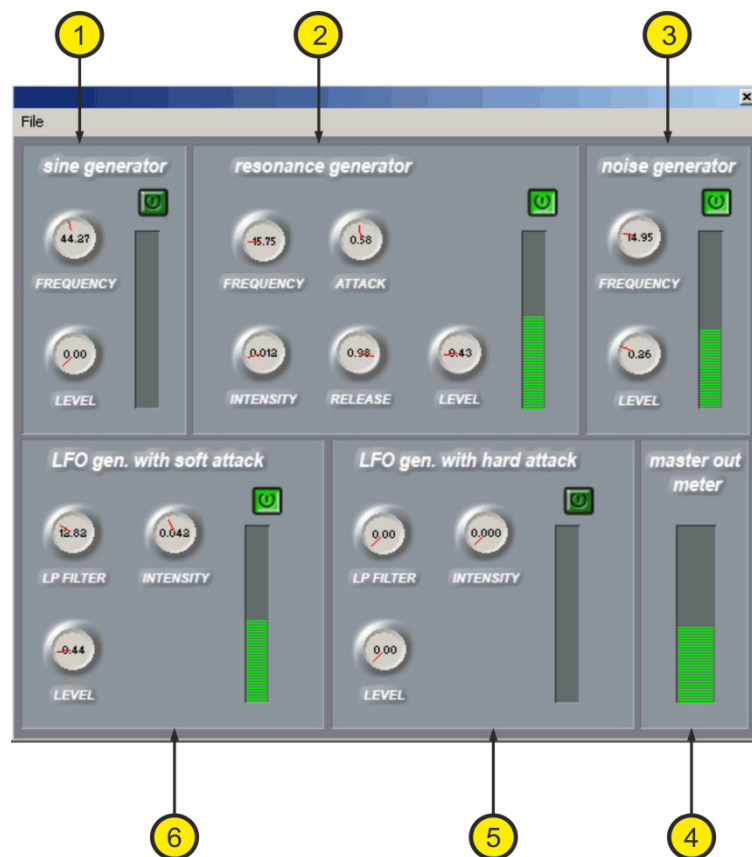 1 2 3
File
sine generator resonance generator noise generator
44.27 15.75 0.58 14.95
FREQUENCY FREQUENCY ATTACK FREQUENCY
0.00 0.012 0.98 0.43 0.26
LEVEL INTENSITY RELEASE LEVEL LEVEL
LFO gen. with soft attack LFO gen. with hard attack master out
meter
12.82 0.042 0.00 0.000
LP FILTER INTENSITY LP FILTER INTENSITY
0.44 0.00
LEVEL LEVEL
6 5 4